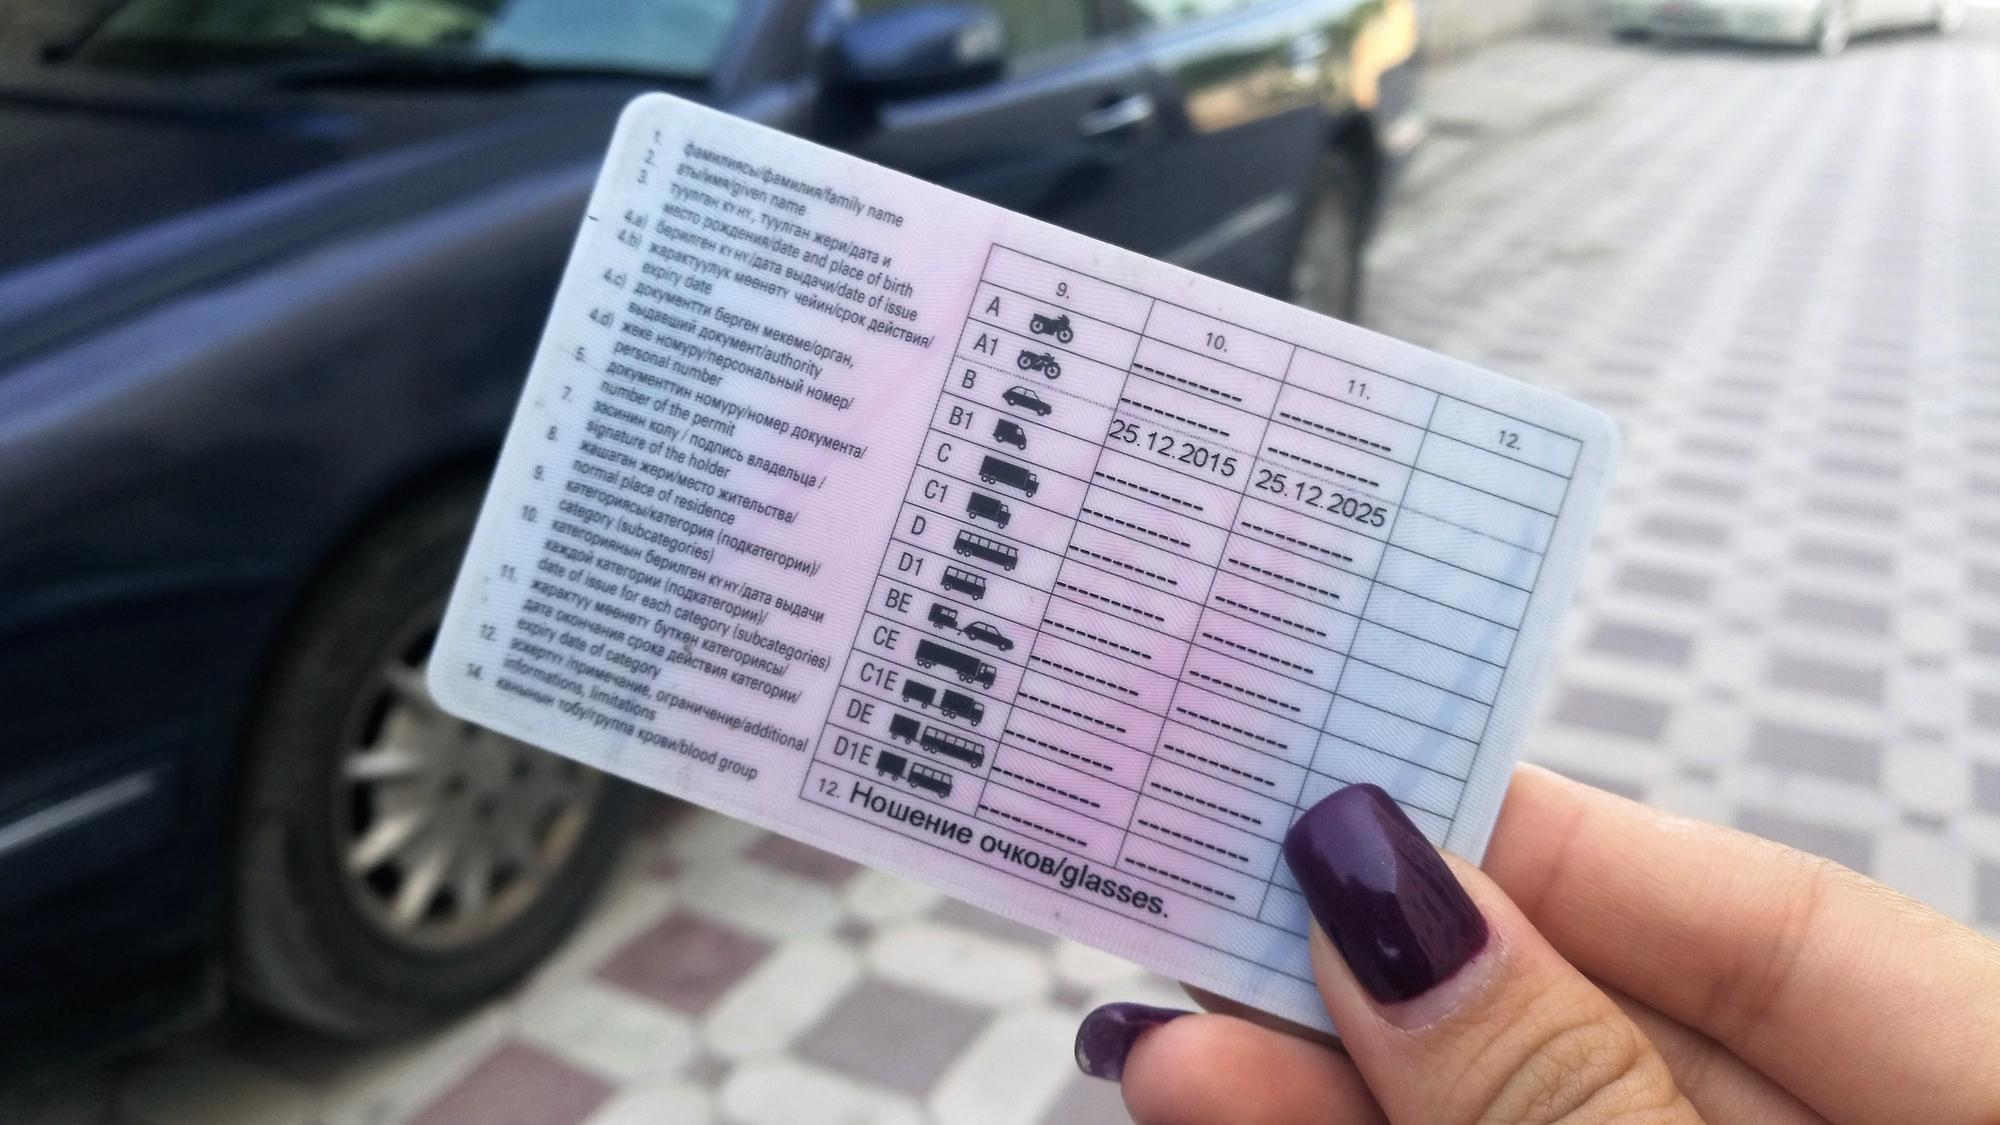 1. фамилиясы/фамилия/family name
2. аты/имя/given name
3. туулган күнү, туулган жери/дата и
место рождения/date and place of birth
4.a) берилген күнү/дата выдачи/date of issue
4.b) жарактуулук мөөнөтү чейин/срок действия/
expiry date
4.c) документти берген мекеме/орган,
выдавший документ/authority
4.d) жеке номуру/персональный номер/
personal number
5. документтин номуру/номер документа/
number of the permit
7. ээсинин колу / подпись владельца /
signature of the holder
8. жашаган жери/место жительства/
normal place of residence
9. категориясы/категория (подкатегории)/
category (subcategories)
10. категориянын берилген күнү/дата выдачи
каждой категории (подкатегории)/
date of issue for each category (subcategories)
11. жарактуу мөөнөтү бүткөн категориясы/
дата окончания срока действия категории/
expiry date of category
12. эскертүү /примечание, ограничение/additional
informations, limitations
14. канынын тобу/группа крови/blood group
9. 10. 11. 12.
A
A1
B 25.12.2015 25.12.2025
B1
C
C1
D
D1
BE
CE
C1E
DE
D1E
12. Ношение очков/glasses.